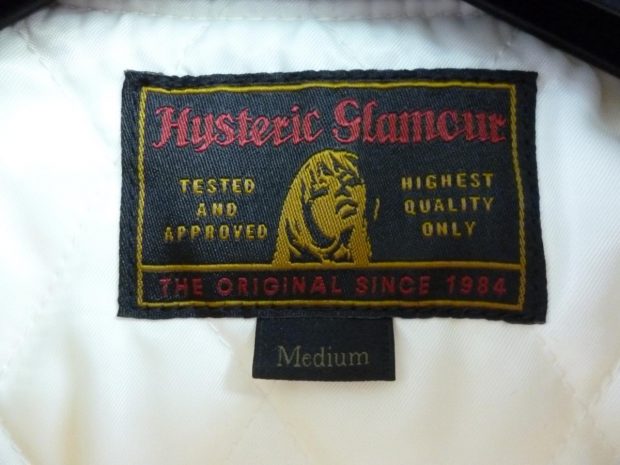 Hysteric Glamour
TESTED
AND
APPROVED
HIGHEST
QUALITY
ONLY
THE ORIGINAL SINCE 1984
Medium